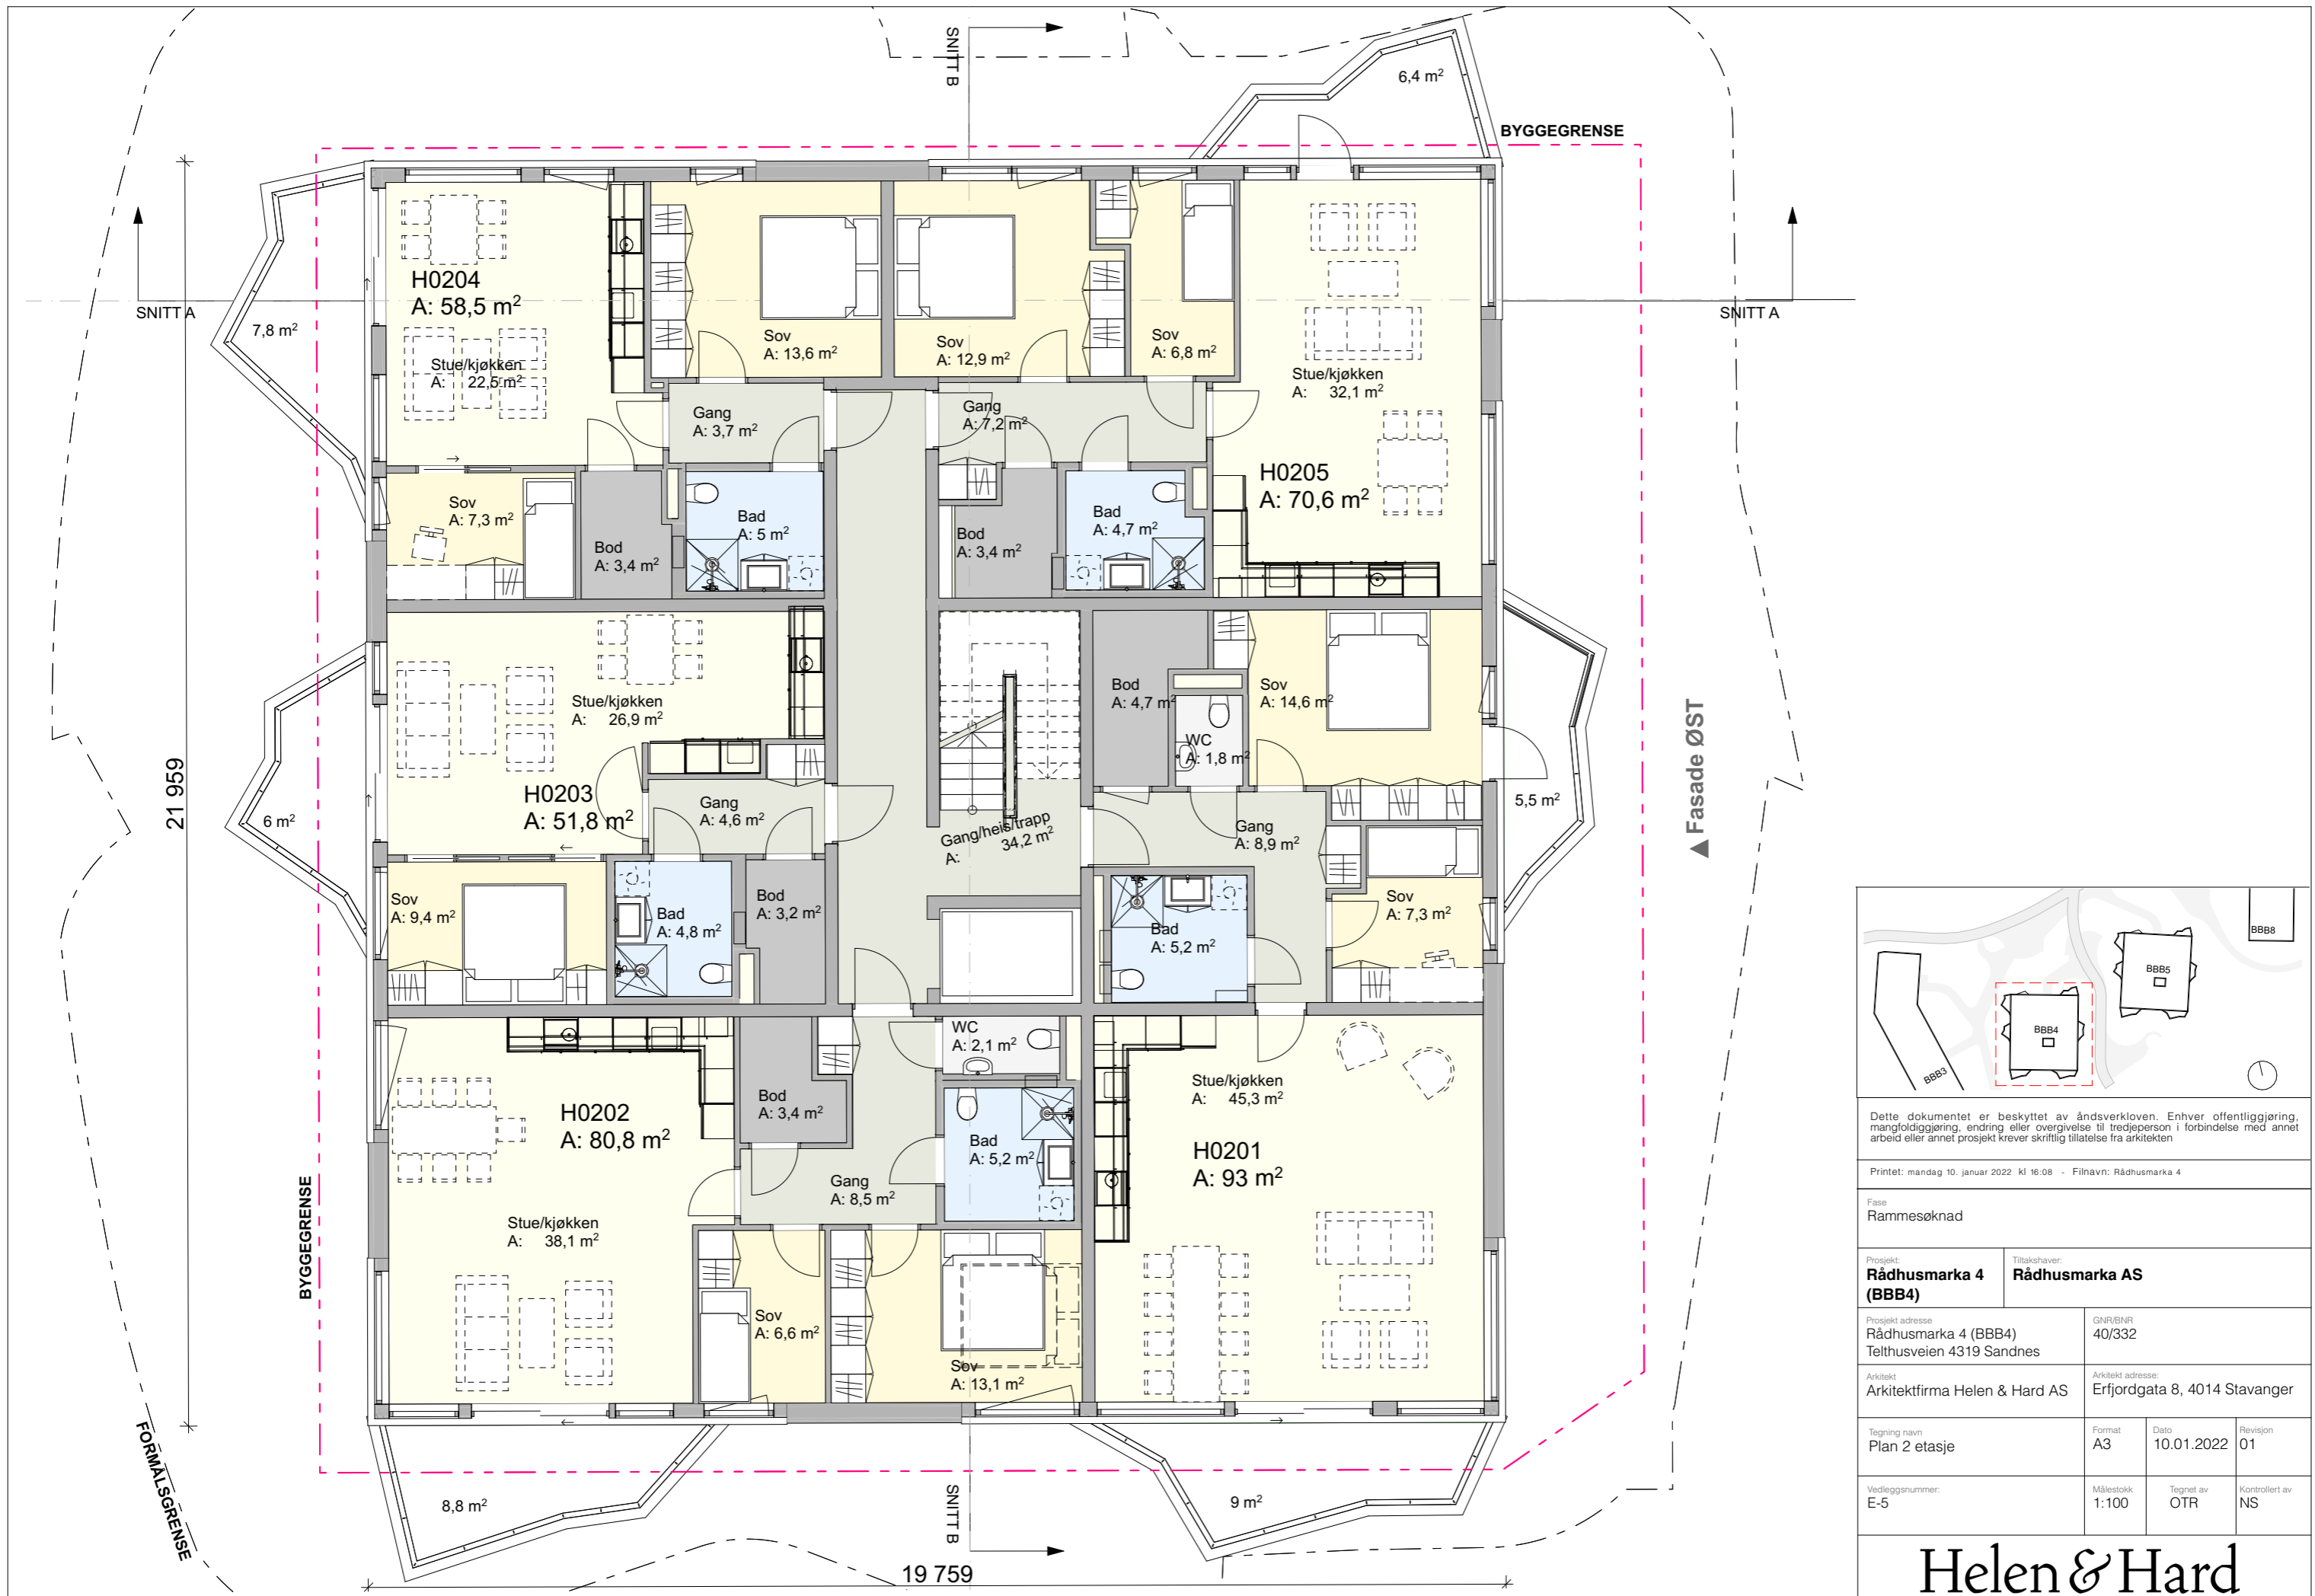 SNITT B
6,4 m²
BYGGEGRENSE
H0204
A: 58,5 m²
Stue/kjøkken
A: 22,5 m²
7,8 m²
SNITT A
Sov
A: 13,6 m²
Sov
A: 12,9 m²
Sov
A: 6,8 m²
Stue/kjøkken
A: 32,1 m²
SNITT A
Gang
A: 3,7 m²
Gang
A: 7,2 m²
H0205
A: 70,6 m²
Sov
A: 7,3 m²
Bod
A: 3,4 m²
Bad
A: 5 m²
Bod
A: 3,4 m²
Bad
A: 4,7 m²
Stue/kjøkken
A: 26,9 m²
H0203
A: 51,8 m²
6 m²
21 959
Gang
A: 4,6 m²
Gang/heis/trapp
A: 34,2 m²
Bod
A: 4,7 m²
WC
A: 1,8 m²
Sov
A: 14,6 m²
Gang
A: 8,9 m²
5,5 m²
Fasade ØST
Sov
A: 9,4 m²
Bad
A: 4,8 m²
Bod
A: 3,2 m²
Bad
A: 5,2 m²
Sov
A: 7,3 m²
H0202
A: 80,8 m²
Stue/kjøkken
A: 38,1 m²
Bod
A: 3,4 m²
WC
A: 2,1 m²
Bad
A: 5,2 m²
Gang
A: 8,5 m²
Stue/kjøkken
A: 45,3 m²
H0201
A: 93 m²
Sov
A: 6,6 m²
Sov
A: 13,1 m²
BYGGEGRENSE
FORMÅLSGRENSE
8,8 m²
9 m²
SNITT B
19 759
BBB8
BBB5
BBB4
BBB3
Dette dokumentet er beskyttet av åndsverkloven. Enhver offentliggjøring,
mangfoldiggjøring, endring eller overgivelse til tredjeperson i forbindelse med annet
arbeid eller annet prosjekt krever skriftlig tillatelse fra arkitekten
Printet: mandag 10. januar 2022 kl 16:08 - Filnavn: Rådhusmarka 4
Fase
Rammesøknad
Prosjekt: Tiltakshaver:
Rådhusmarka 4 Rådhusmarka AS
(BBB4)
Prosjekt adresse GNR/BNR
Rådhusmarka 4 (BBB4) 40/332
Telthusveien 4319 Sandnes
Arkitekt Arkitekt adresse:
Arkitektfirma Helen & Hard AS Erfjordgata 8, 4014 Stavanger
Tegning navn Format Dato Revisjon
Plan 2 etasje A3 10.01.2022 01
Vedleggsnummer: Målestokk Tegnet av Kontrollert av
E-5 1:100 OTR NS
Helen & Hard